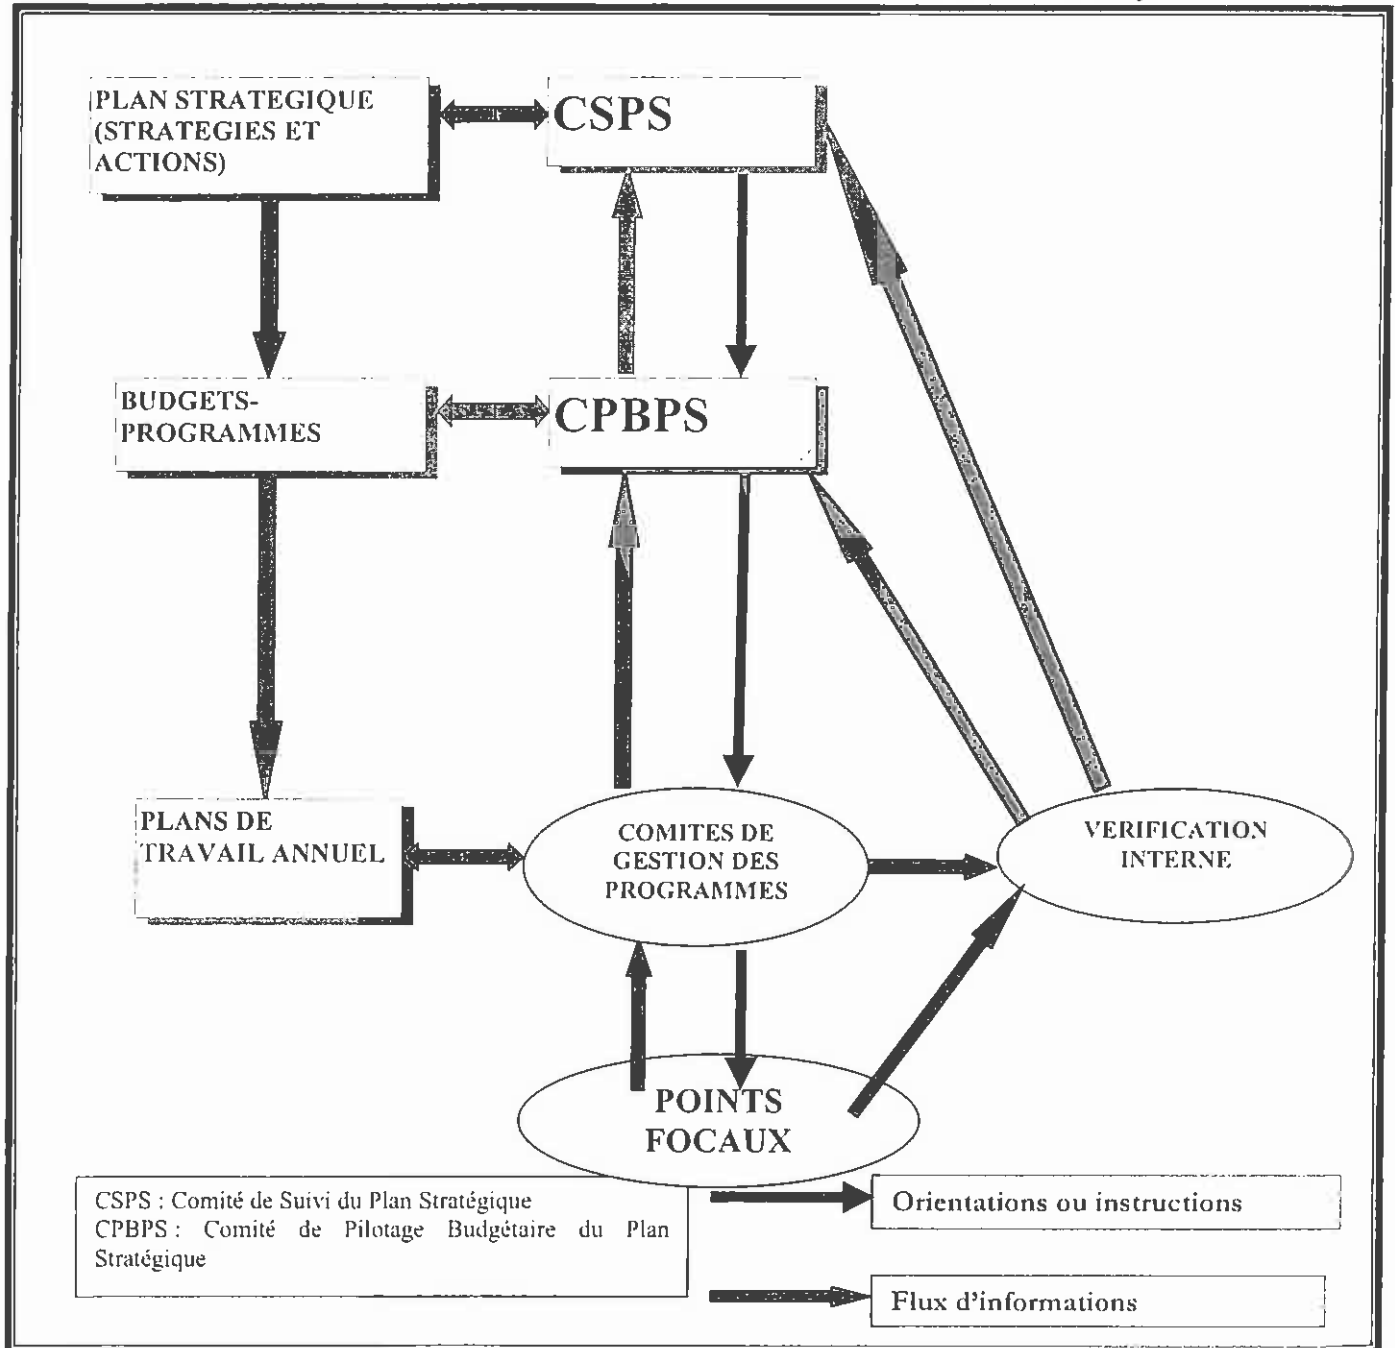 PLAN STRATEGIQUE
(STRATEGIES ET
ACTIONS)
CSPS
BUDGETS-
PROGRAMMES
CPBPS
PLANS DE
TRAVAIL ANNUEL
COMITES DE
GESTION DES
PROGRAMMES
VERIFICATION
INTERNE
POINTS
FOCAUX
CSPS : Comité de Suivi du Plan Stratégique
CPBPS : Comité de Pilotage Budgétaire du Plan
Stratégique
Orientations ou instructions
Flux d'informations